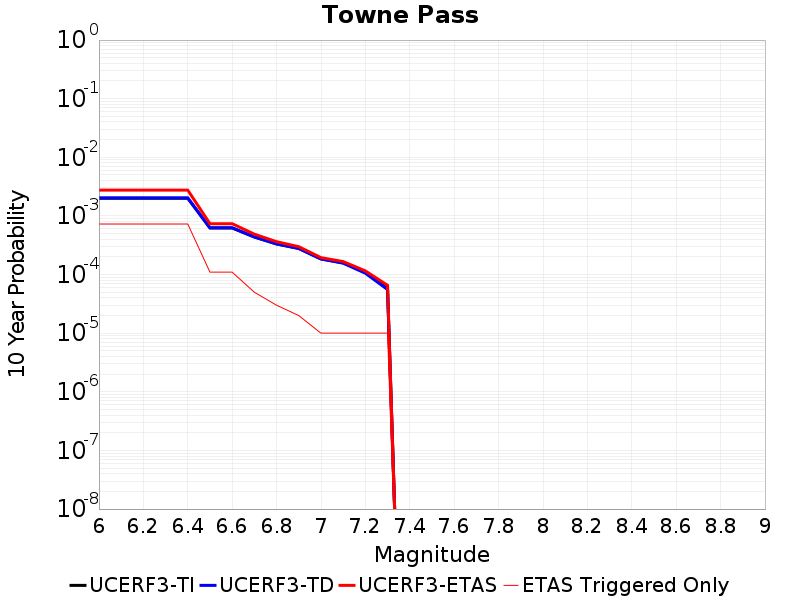 Towne Pass
10 Year Probability
10^0
10^-1
10^-2
10^-3
10^-4
10^-5
10^-6
10^-7
10^-8
6 6.2 6.4 6.6 6.8 7 7.2 7.4 7.6 7.8 8 8.2 8.4 8.6 8.8 9
Magnitude
UCERF3-TI UCERF3-TD UCERF3-ETAS ETAS Triggered Only